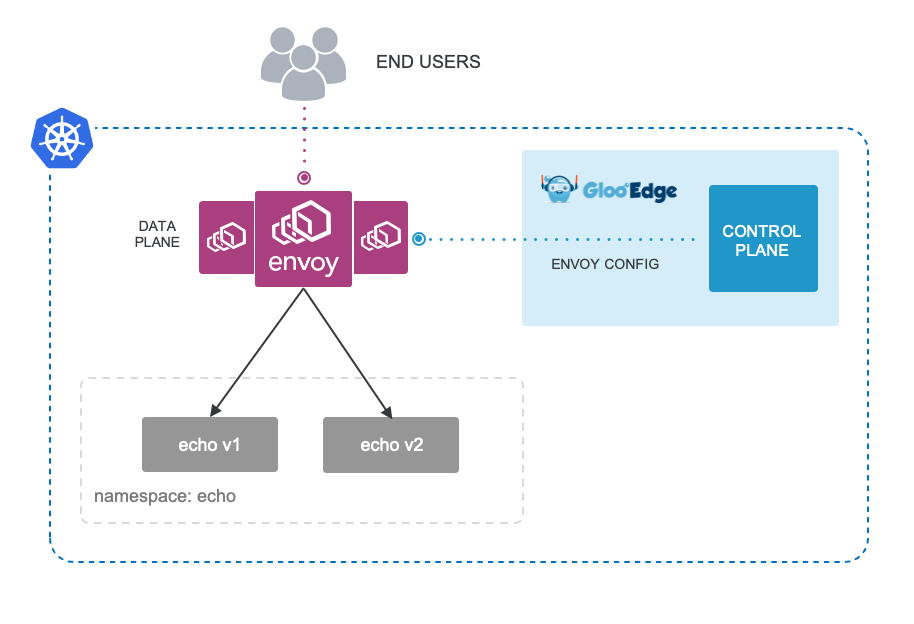 END USERS
Gloo Edge
DATA
PLANE
envoy
CONTROL
PLANE
ENVOY CONFIG
echo v1
echo v2
namespace: echo